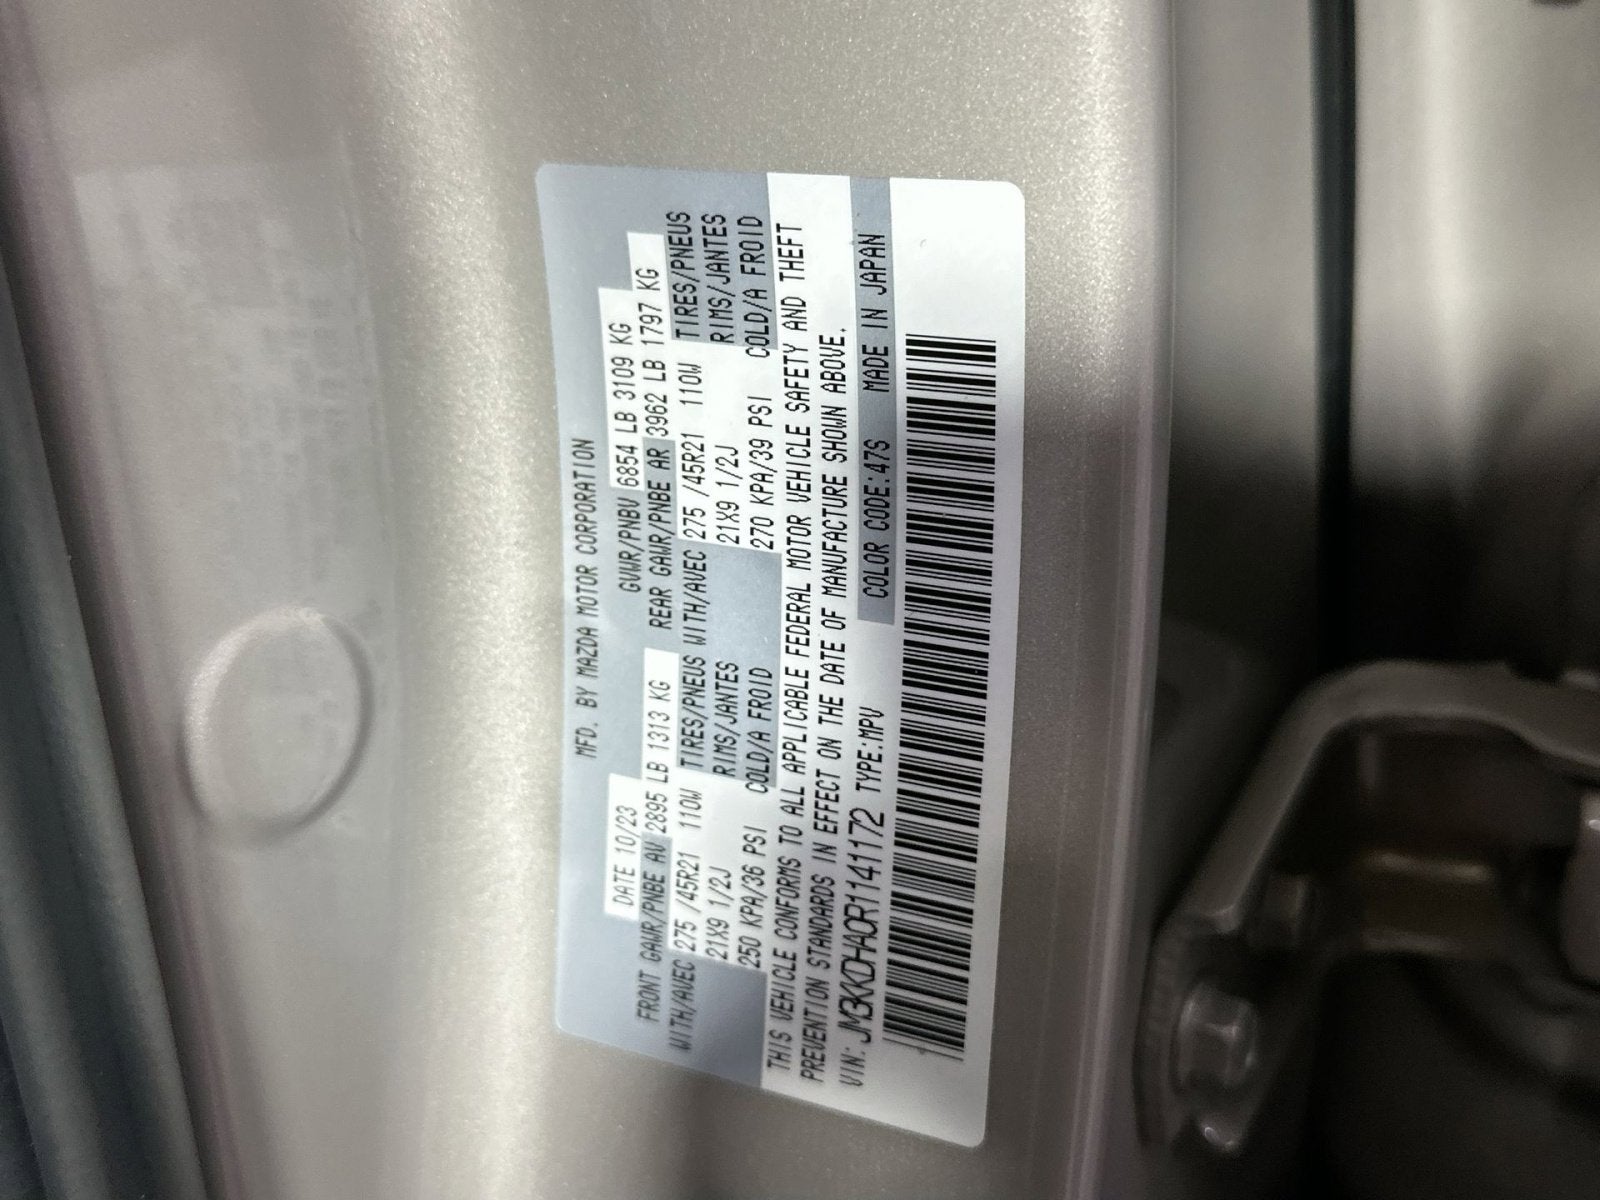 MFD. BY MAZDA MOTOR CORPORATION
DATE 10/23 GVWR/PNBV 6854 LB 3109 KG
FRONT GAWR/PNBE AV 2895 LB 1313 KG REAR GAWR/PNBE AR 3962 LB 1797 KG
WITH/AVEC 275 /45R21 110W TIRES/PNEUS WITH/AVEC 275 /45R21 110W TIRES/PNEUS
21X9 1/2J RIMS/JANTES 21X9 1/2J RIMS/JANTES
250 KPA/36 PSI COLD/A FROID 270 KPA/39 PSI COLD/A FROID
THIS VEHICLE CONFORMS TO ALL APPLICABLE FEDERAL MOTOR VEHICLE SAFETY AND THEFT
PREVENTION STANDARDS IN EFFECT ON THE DATE OF MANUFACTURE SHOWN ABOVE.
VIN: JM3KKDHA0R1141172 TYPE:MPV COLOR CODE:47S MADE IN JAPAN